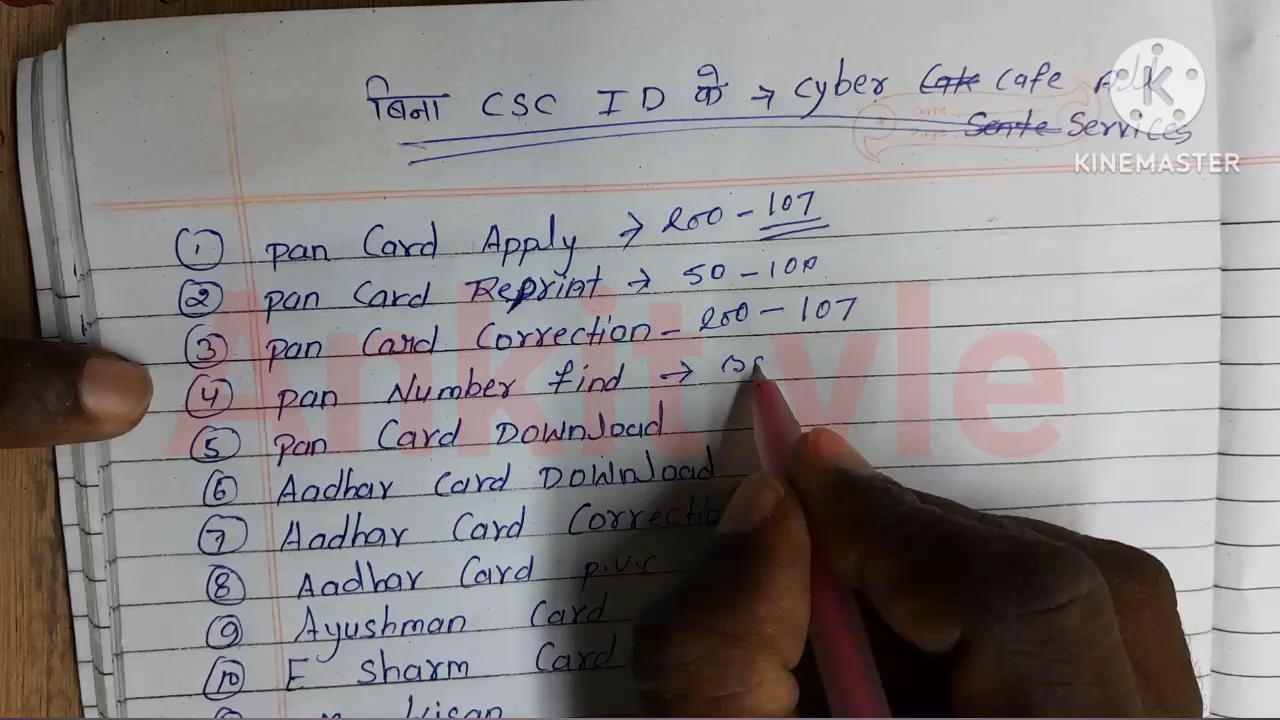 बिना CSC ID के → Cyber Cafe All
Services
KINEMASTER
① Pan Card Apply → 200 - 107
② Pan Card Reprint → 50 - 100
③ Pan Card Correction - 200 - 107
④ Pan Number find →
⑤ Pan Card Download
⑥ Aadhar Card Download
⑦ Aadhar Card Correctio
⑧ Aadhar Card P.V.C
⑨ Ayushman Card
⑩ E Sharm Card
Kisan